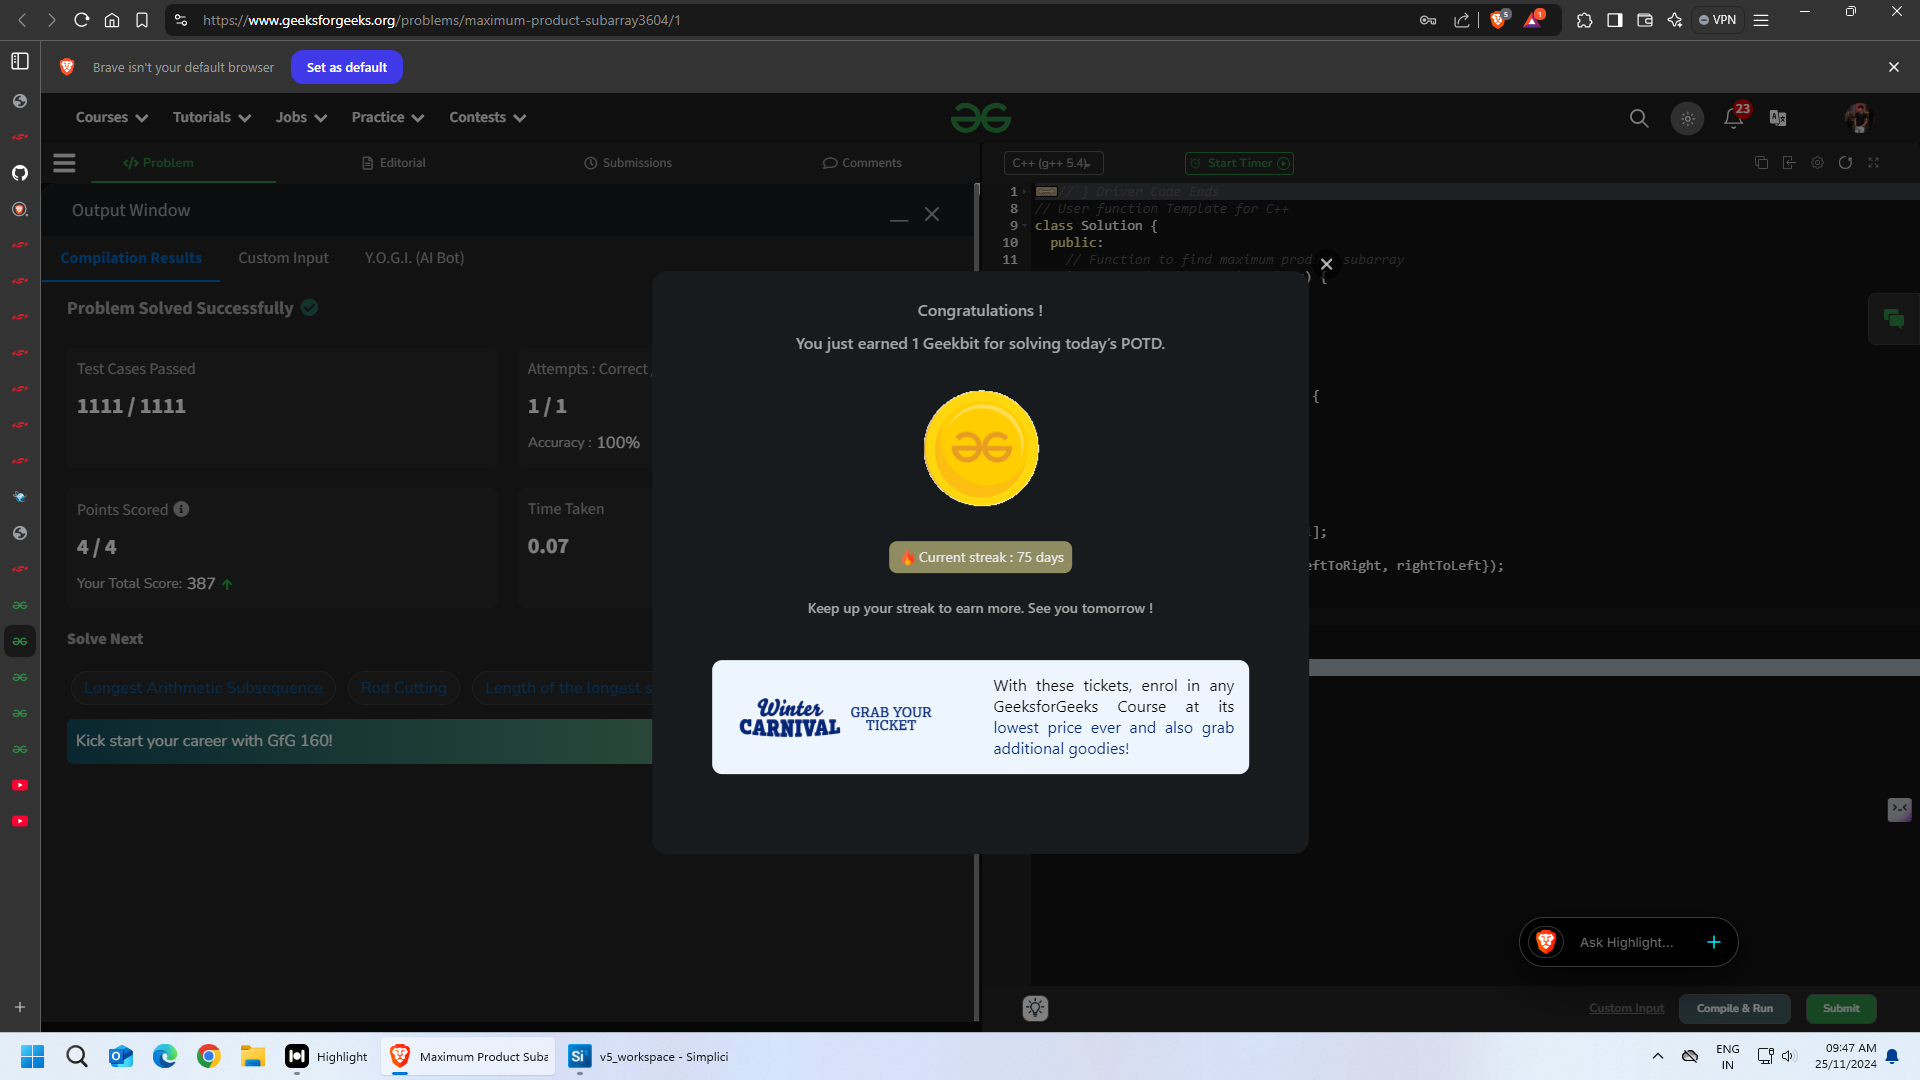 https://www.geeksforgeeks.org/problems/maximum-product-subarray3604/1
5
1
VPN
Brave isn't your default browser
Set as default
Courses
Tutorials
Jobs
Practice
Contests
23
</> Problem
Editorial
Submissions
Comments
C++ (g++ 5.4)
Start Timer
Output Window
Compilation Results
Custom Input
Y.O.G.I. (AI Bot)
Problem Solved Successfully
Test Cases Passed
1111 / 1111
Attempts : Correct
1 / 1
Accuracy : 100%
Points Scored
4 / 4
Your Total Score: 387
Time Taken
0.07
Solve Next
Longest Arithmetic Subsequence
Rod Cutting
Length of the longest s
Kick start your career with GfG 160!
1
// } Driver Code Ends
8
// User function Template for C++
9
class Solution {
10
public:
11
// Function to find maximum prod subarray
) {
{
];
ftToRight, rightToLeft});
Congratulations !
You just earned 1 Geekbit for solving today's POTD.
Current streak : 75 days
Keep up your streak to earn more. See you tomorrow !
Winter
CARNIVAL
GRAB YOUR
TICKET
With these tickets, enrol in any
GeeksforGeeks Course at its
lowest price ever and also grab
additional goodies!
Ask Highlight...
Custom Input
Compile & Run
Submit
Highlight
Maximum Product Suba
Si
v5_workspace - Simplici
ENG
IN
09:47 AM
25/11/2024